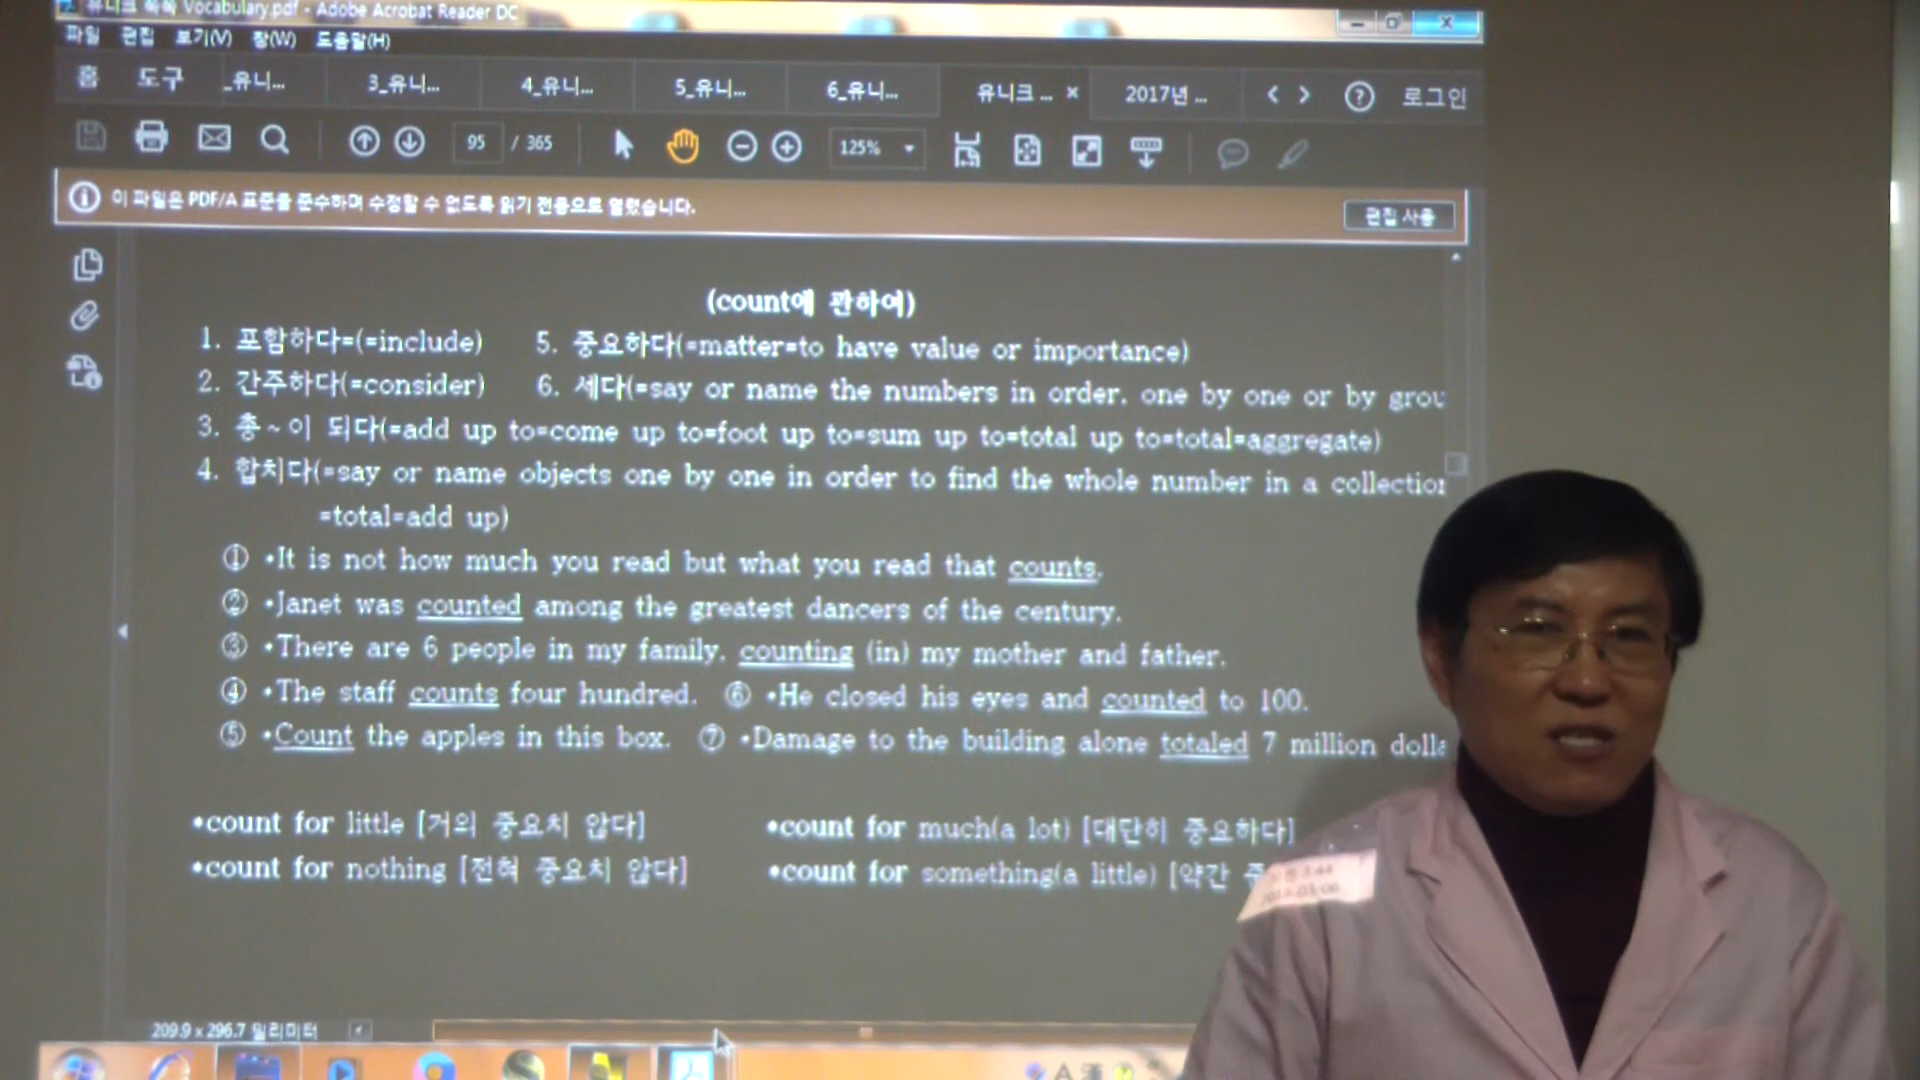 유니크 쏙쏙 Vocabulary.pdf - Adobe Acrobat Reader DC
파일 편집 보기(V) 창(W) 도움말(H)
홈 도구 _유니... 3_유니... 4_유니... 5_유니... 6_유니... 유니크 ... × 2017년 ... 로그인
95 / 365 125%
이 파일은 PDF/A 표준을 준수하며 수정할 수 없도록 읽기 전용으로 열렸습니다. 편집 사용
(count에 관하여)
1. 포함하다=(=include) 5. 중요하다(=matter=to have value or importance)
2. 간주하다(=consider) 6. 세다(=say or name the numbers in order. one by one or by grou
3. 총~이 되다(=add up to=come up to=foot up to=sum up to=total up to=total=aggregate)
4. 합치다(=say or name objects one by one in order to find the whole number in a collection
=total=add up)
① •It is not how much you read but what you read that counts.
② •Janet was counted among the greatest dancers of the century.
③ •There are 6 people in my family. counting (in) my mother and father.
④ •The staff counts four hundred. ⑥ •He closed his eyes and counted to 100.
⑤ •Count the apples in this box. ⑦ •Damage to the building alone totaled 7 million dolla
•count for little [거의 중요치 않다] •count for much(a lot) [대단히 중요하다]
•count for nothing [전혀 중요치 않다] •count for something(a little) [약간 중
209.9 x 296.7 밀리미터
A 漢